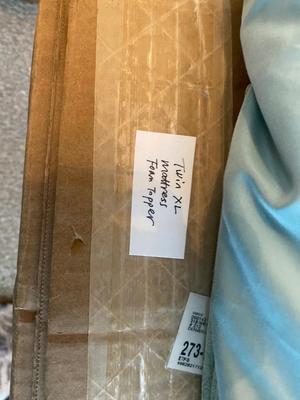 Twin XL
Mattress
Foam Topper
273-